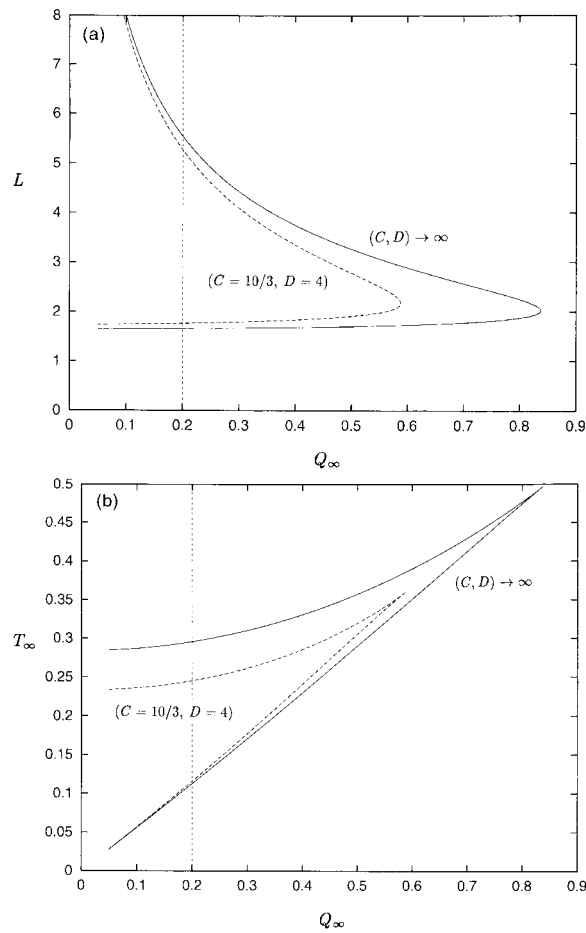 (a)
8
7
6
5
4
3
2
1
0
L
(C, D) → ∞
(C = 10/3, D = 4)
0 0.1 0.2 0.3 0.4 0.5 0.6 0.7 0.8 0.9
Q∞
(b)
0.5
0.45
0.4
0.35
0.3
0.25
0.2
0.15
0.1
0.05
0
T∞
(C, D) → ∞
(C = 10/3, D = 4)
0 0.1 0.2 0.3 0.4 0.5 0.6 0.7 0.8 0.9
Q∞